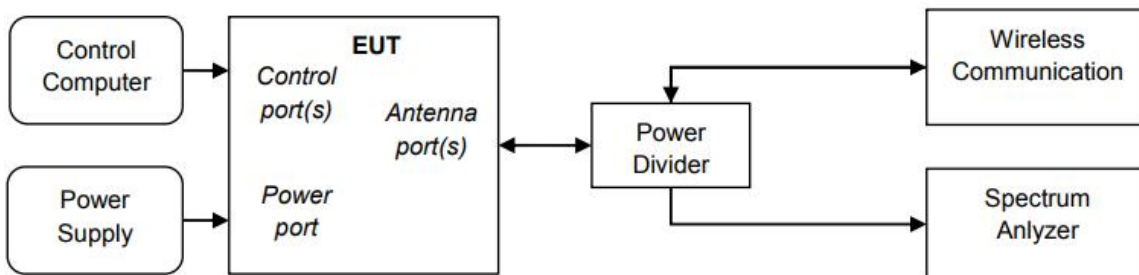 Control
Computer
Power
Supply
EUT
Control
port(s)
Antenna
port(s)
Power
port
Power
Divider
Wireless
Communication
Spectrum
Anlyzer